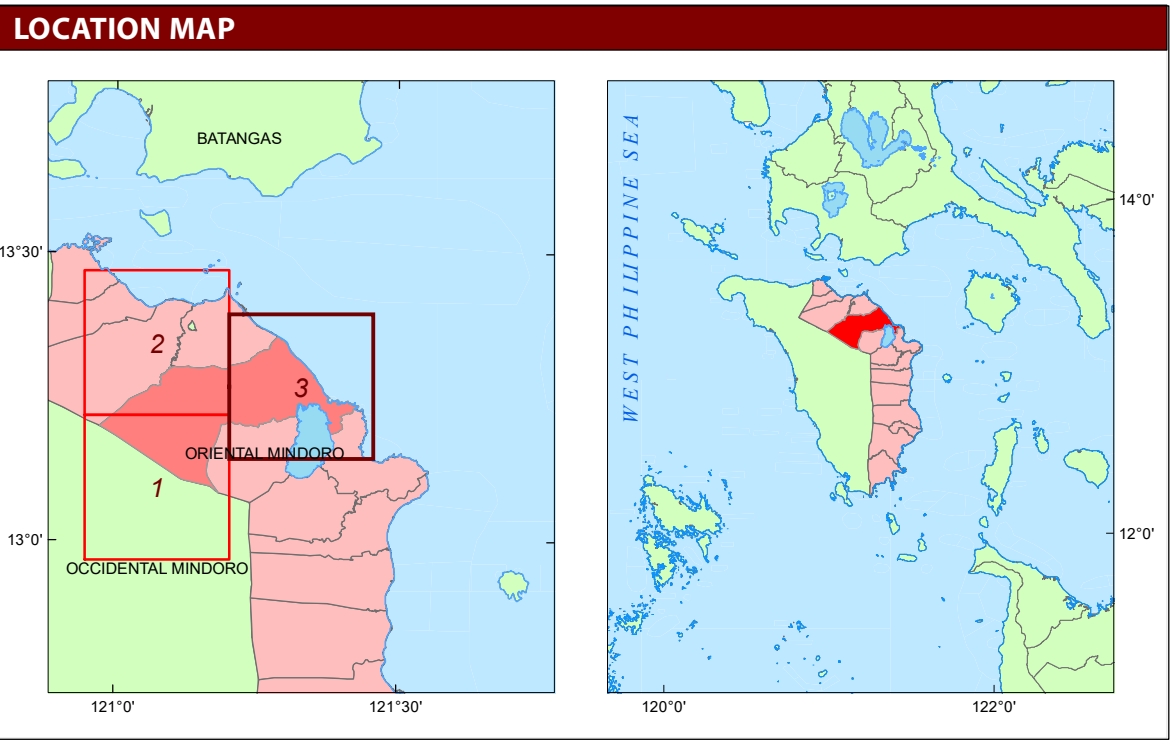 LOCATION MAP
BATANGAS
13°30'
2
3
ORIENTAL MINDORO
1
13°0'
OCCIDENTAL MINDORO
121°0'
121°30'
WEST PHILIPPINE SEA
14°0'
12°0'
120°0'
122°0'